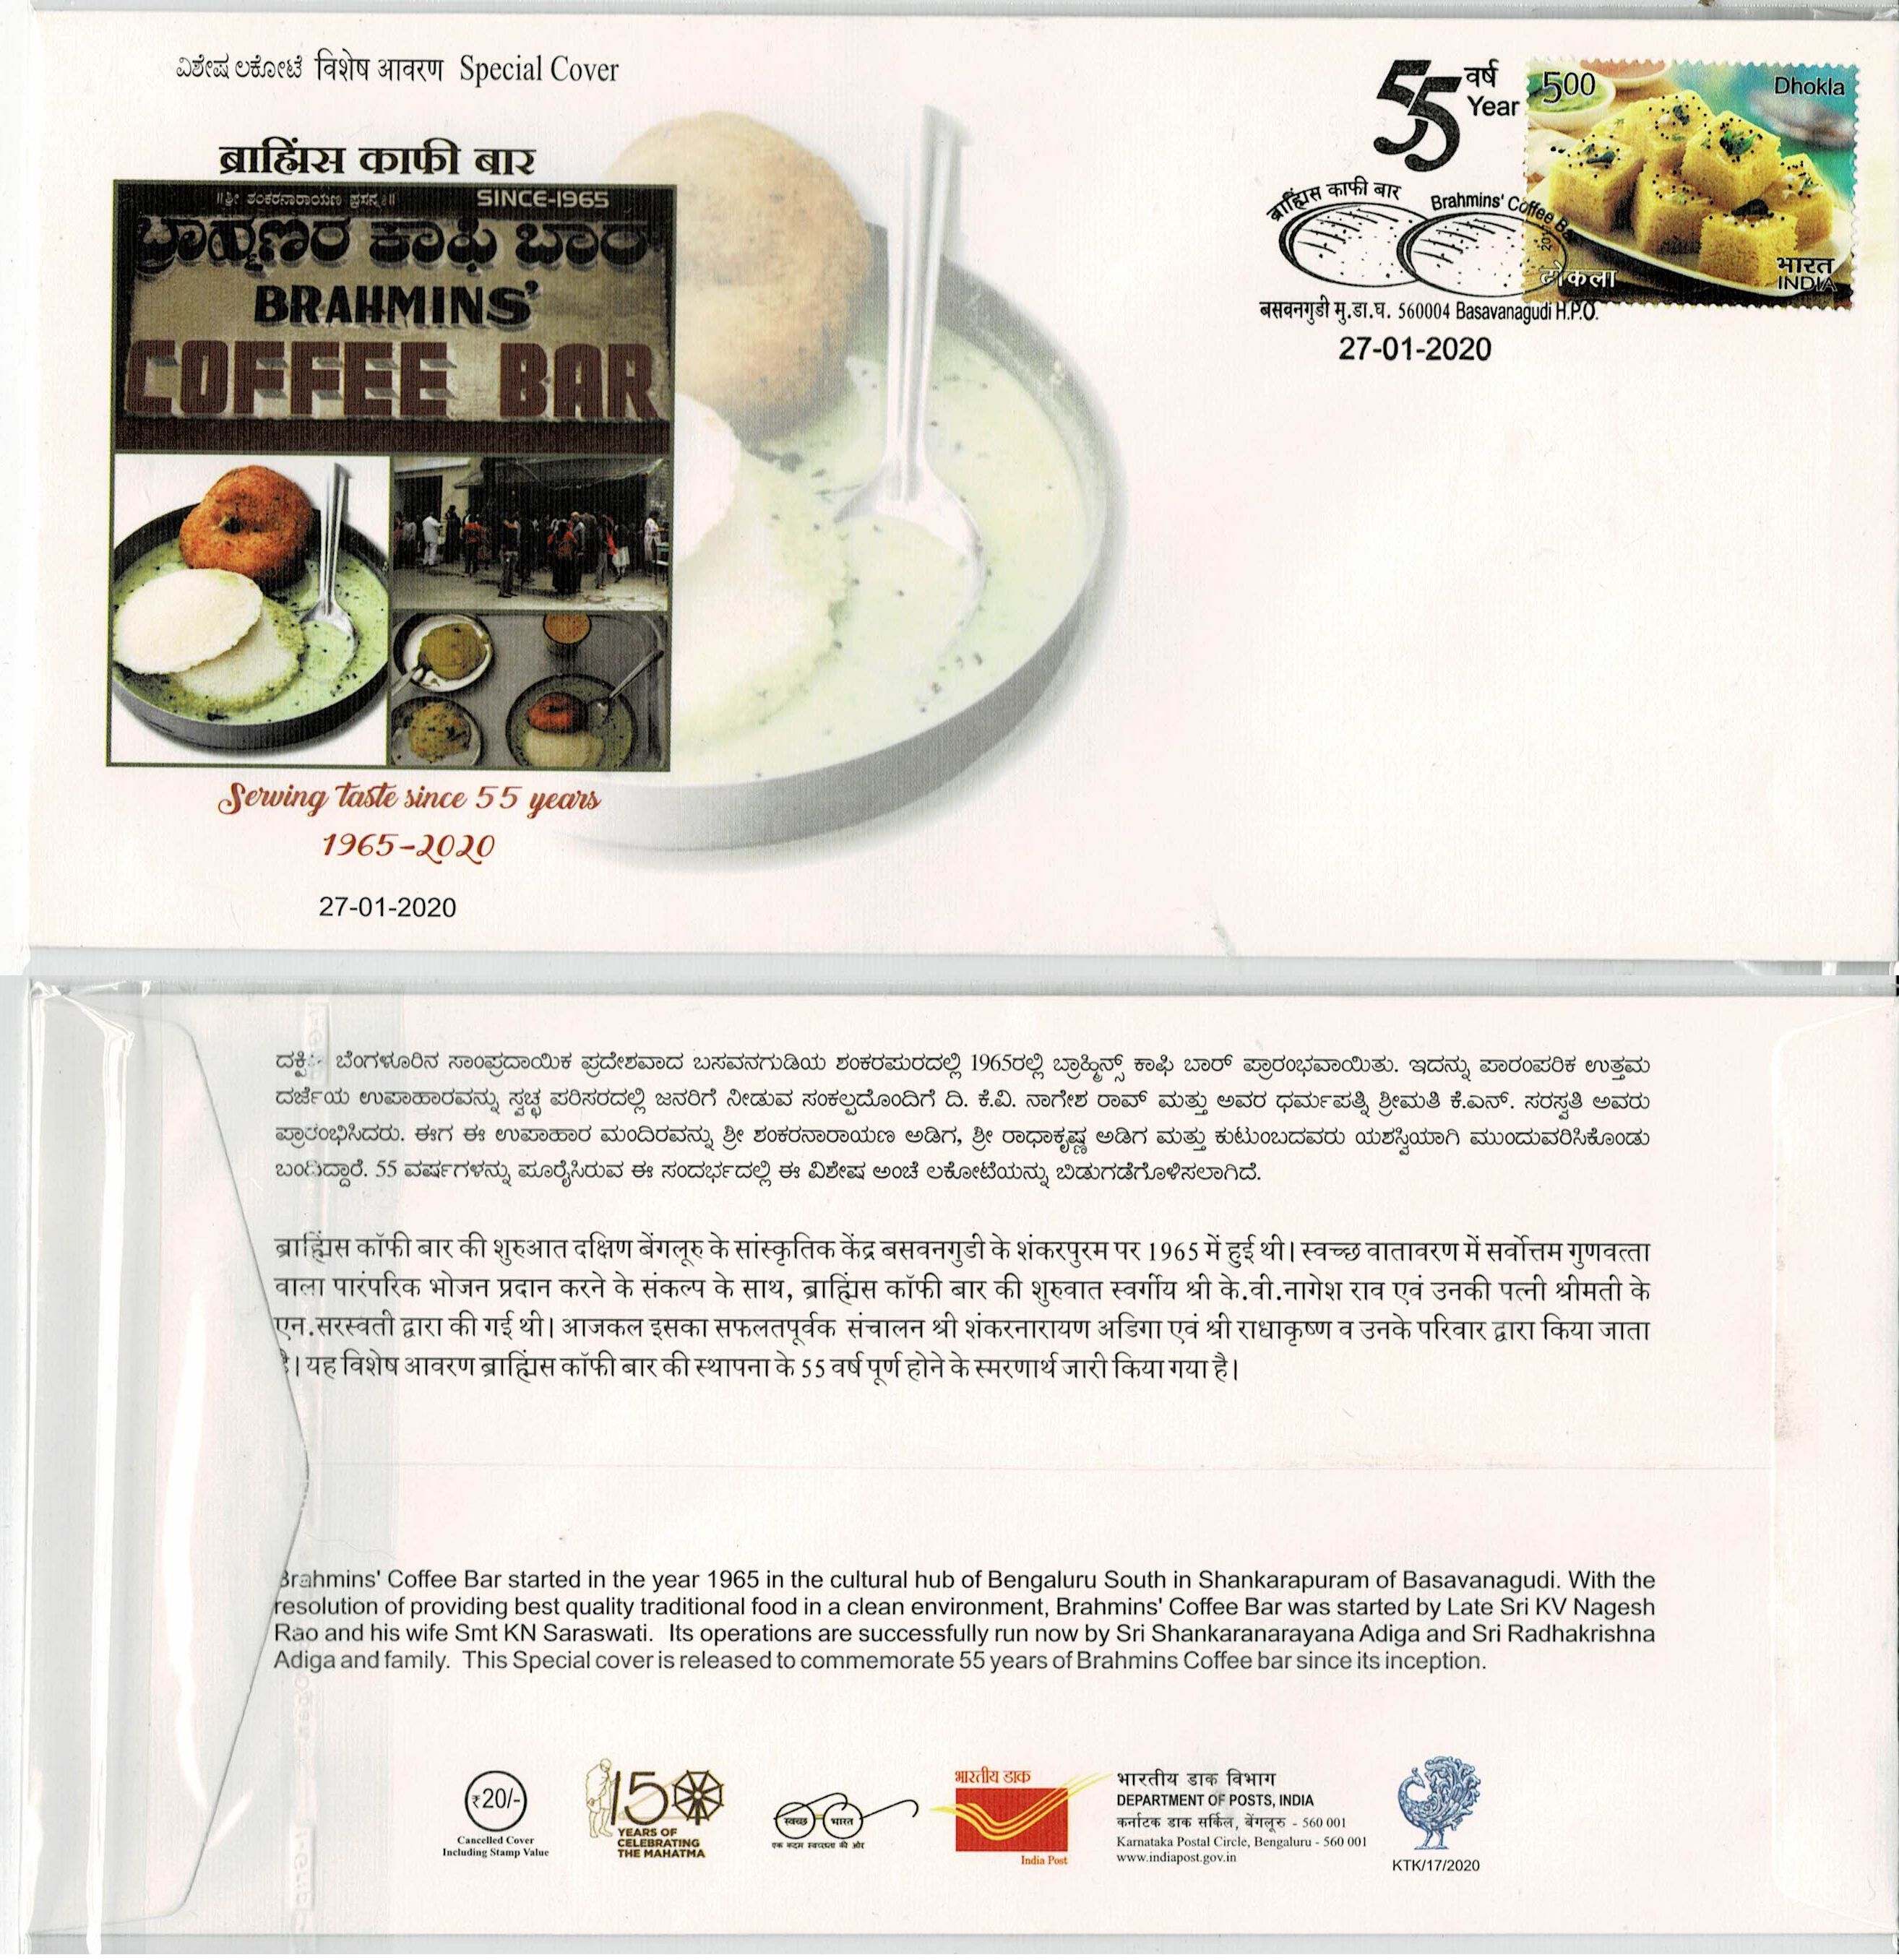 ವಿಶೇಷ ಲಕೋಟೆ विशेष आवरण Special Cover
ब्राह्मिंस काफी बार
॥ಶ್ರೀ ಶಂಕರನಾರಾಯಣ ಪ್ರಸನ್ನ॥ SINCE-1965
ಬ್ರಾಹ್ಮಣರ ಕಾಫಿ ಬಾರ್
BRAHMINS'
COFFEE BAR
Serving taste since 55 years
1965-2020
27-01-2020
55 वर्ष
Year
ब्राह्मिंस काफी बार Brahmins' Coffee Ba
बसवनगुडी मु.डा.घ. 560004 Basavanagudi H.P.O.
27-01-2020
500 Dhokla
ढोकला
भारत
INDIA
ಬೆಂಗಳೂರಿನ ಸಾಂಪ್ರದಾಯಿಕ ಪ್ರದೇಶವಾದ ಬಸವನಗುಡಿಯ ಶಂಕರಪುರದಲ್ಲಿ 1965ರಲ್ಲಿ ಬ್ರಾಹ್ಮಿನ್ಸ್ ಕಾಫಿ ಬಾರ್ ಪ್ರಾರಂಭವಾಯಿತು. ಇದನ್ನು ಪಾರಂಪರಿಕ ಉತ್ತಮ
ದರ್ಜೆಯ ಉಪಾಹಾರವನ್ನು ಸ್ವಚ್ಛ ಪರಿಸರದಲ್ಲಿ ಜನರಿಗೆ ನೀಡುವ ಸಂಕಲ್ಪದೊಂದಿಗೆ ದಿ. ಕೆ.ವಿ. ನಾಗೇಶ ರಾವ್ ಮತ್ತು ಅವರ ಧರ್ಮಪತ್ನಿ ಶ್ರೀಮತಿ ಕೆ.ಎನ್. ಸರಸ್ವತಿ ಅವರು
ಪ್ರಾರಂಭಿಸಿದರು. ಈಗ ಈ ಉಪಾಹಾರ ಮಂದಿರವನ್ನು ಶ್ರೀ ಶಂಕರನಾರಾಯಣ ಅಡಿಗ, ಶ್ರೀ ರಾಧಾಕೃಷ್ಣ ಅಡಿಗ ಮತ್ತು ಕುಟುಂಬದವರು ಯಶಸ್ವಿಯಾಗಿ ಮುಂದುವರಿಸಿಕೊಂಡು
ಬಂದಿದ್ದಾರೆ. 55 ವರ್ಷಗಳನ್ನು ಪೂರೈಸಿರುವ ಈ ಸಂದರ್ಭದಲ್ಲಿ ಈ ವಿಶೇಷ ಅಂಚೆ ಲಕೋಟೆಯನ್ನು ಬಿಡುಗಡೆಗೊಳಿಸಲಾಗಿದೆ.
ब्राह्मिंस कॉफी बार की शुरुआत दक्षिण बेंगलूरु के सांस्कृतिक केंद्र बसवनगुडी के शंकरपुरम पर 1965 में हुई थी। स्वच्छ वातावरण में सर्वोत्तम गुणवत्ता
वाला पारंपरिक भोजन प्रदान करने के संकल्प के साथ, ब्राह्मिंस कॉफी बार की शुरुवात स्वर्गीय श्री के.वी.नागेश राव एवं उनकी पत्नी श्रीमती के
एन.सरस्वती द्वारा की गई थी। आजकल इसका सफलतपूर्वक संचालन श्री शंकरनारायण अडिगा एवं श्री राधाकृष्ण व उनके परिवार द्वारा किया जाता
है। यह विशेष आवरण ब्राह्मिंस कॉफी बार की स्थापना के 55 वर्ष पूर्ण होने के स्मरणार्थ जारी किया गया है।
Brahmins' Coffee Bar started in the year 1965 in the cultural hub of Bengaluru South in Shankarapuram of Basavanagudi. With the
resolution of providing best quality traditional food in a clean environment, Brahmins' Coffee Bar was started by Late Sri KV Nagesh
Rao and his wife Smt KN Saraswati. Its operations are successfully run now by Sri Shankaranarayana Adiga and Sri Radhakrishna
Adiga and family. This Special cover is released to commemorate 55 years of Brahmins Coffee bar since its inception.
₹20/-
Cancelled Cover
Including Stamp Value
150
YEARS OF
CELEBRATING
THE MAHATMA
स्वच्छ भारत
एक कदम स्वच्छता की ओर
भारतीय डाक
India Post
भारतीय डाक विभाग
DEPARTMENT OF POSTS, INDIA
कर्नाटक डाक सर्किल, बेंगलूरु - 560 001
Karnataka Postal Circle, Bengaluru - 560 001
www.indiapost.gov.in
KTK/17/2020